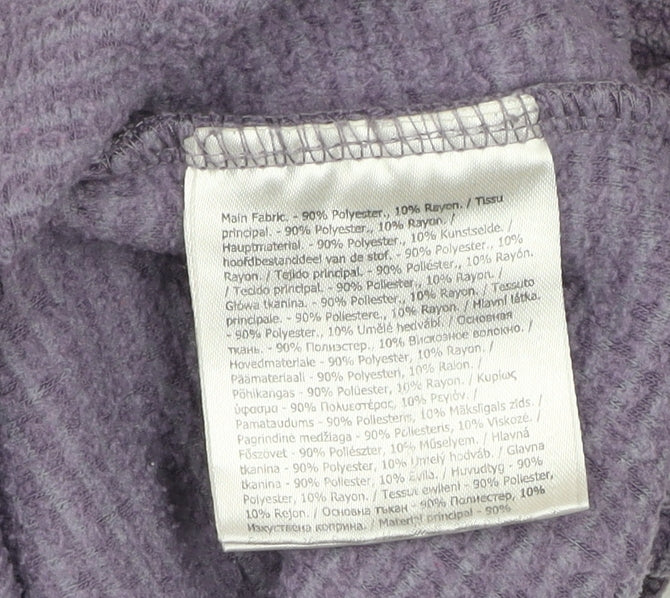 Main Fabric. - 90% Polyester., 10% Rayon. / Tissu
principal. - 90% Polyester., 10% Rayon. /
Hauptmaterial. - 90% Polyester., 10% Kunstseide. /
hoofdbestanddeel van de stof. - 90% Polyester., 10%
Rayon. / Tejido principal. - 90% Poliéster., 10% Rayón.
/ Tecido principal. - 90% Poliester., 10% Rayon. /
Główa tkanina. - 90% Poliester., 10% Rayon. / Tessuto
principale. - 90% Poliestere., 10% Rayon. / Hlavní látka.
- 90% Polyester., 10% Umělé hedvábí. / Основная
ткань. - 90% Полиэстер., 10% Вискозное волокно. /
Hovedmateriale - 90% Polyester, 10% Rayon. /
Päämateriaali - 90% Polyesteri, 10% Raion. /
Põhikangas - 90% Polüester, 10% Rayon. / Κυρίως
ύφασμα - 90% Πολυεστέρας, 10% Ρεγιόν. /
Pamataudums - 90% Poliesteris, 10% Mākslīgais zīds. /
Pagrindinė medžiaga - 90% Poliesteris, 10% Viskozė. /
Főszövet - 90% Poliészter, 10% Műselyem. / Hlavná
tkanina - 90% Polyester, 10% Umelý hodváb. / Glavna
tkanina - 90% Poliester, 10% / Huvudtyg - 90%
Polyester, 10% Rayon. / Tessut ewlieni - 90% Poliester,
10% Rejon. / Основна тъкан - 90% Полиестер, 10%
Изкуствена коприна. / Material principal - 90%